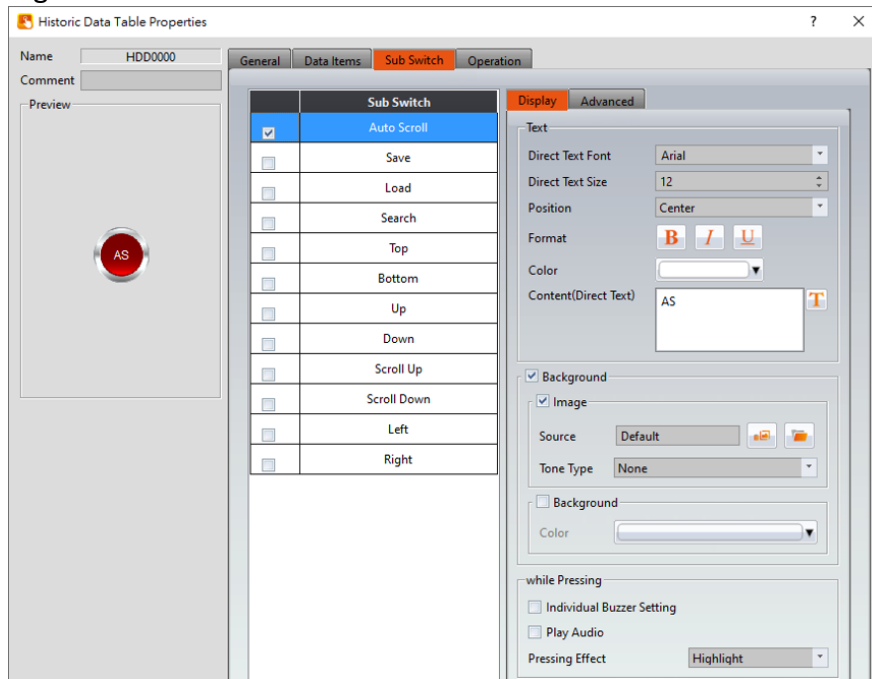 Historic Data Table Properties
? ×
Name HDD0000
Comment
Preview
AS
General Data Items Sub Switch Operation
Sub Switch
Auto Scroll
Save
Load
Search
Top
Bottom
Up
Down
Scroll Up
Scroll Down
Left
Right
Display Advanced
Text
Direct Text Font Arial
Direct Text Size 12
Position Center
Format B I U
Color
Content(Direct Text) AS T
Background
Image
Source Default
Tone Type None
Background
Color
while Pressing
Individual Buzzer Setting
Play Audio
Pressing Effect Highlight